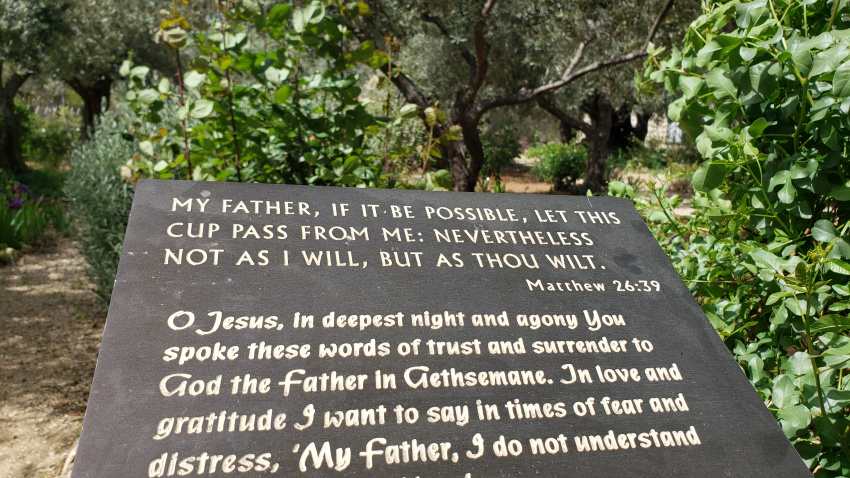 MY FATHER, IF IT BE POSSIBLE, LET THIS
CUP PASS FROM ME: NEVERTHELESS
NOT AS I WILL, BUT AS THOU WILT.
Matthew 26:39
O Jesus, in deepest night and agony You
spoke these words of trust and surrender to
God the Father in Gethsemane. In love and
gratitude I want to say in times of fear and
distress, 'My Father, I do not understand